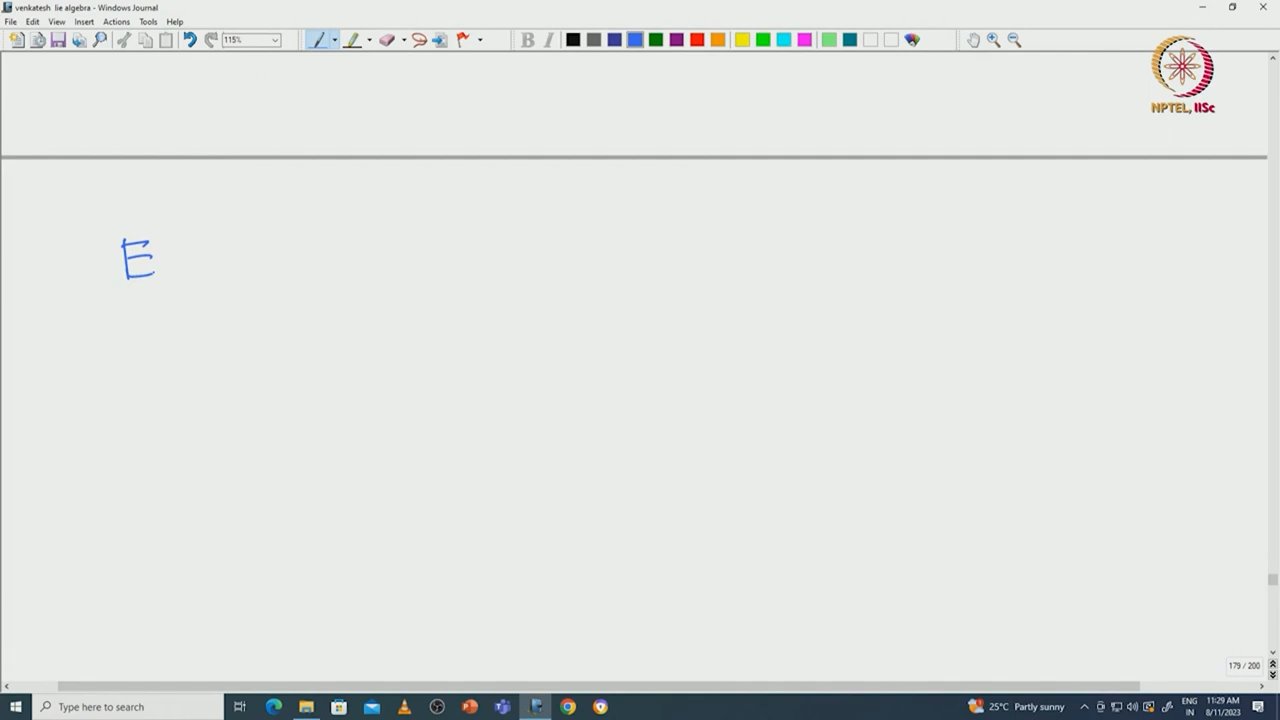 venkatesh lie algebra - Windows Journal
File Edit View Insert Actions Tools Help
115%
B I
NPTEL, IISc
E
179 / 200
Type here to search
25°C Partly sunny
ENG
IN
11:29 AM
8/11/2023